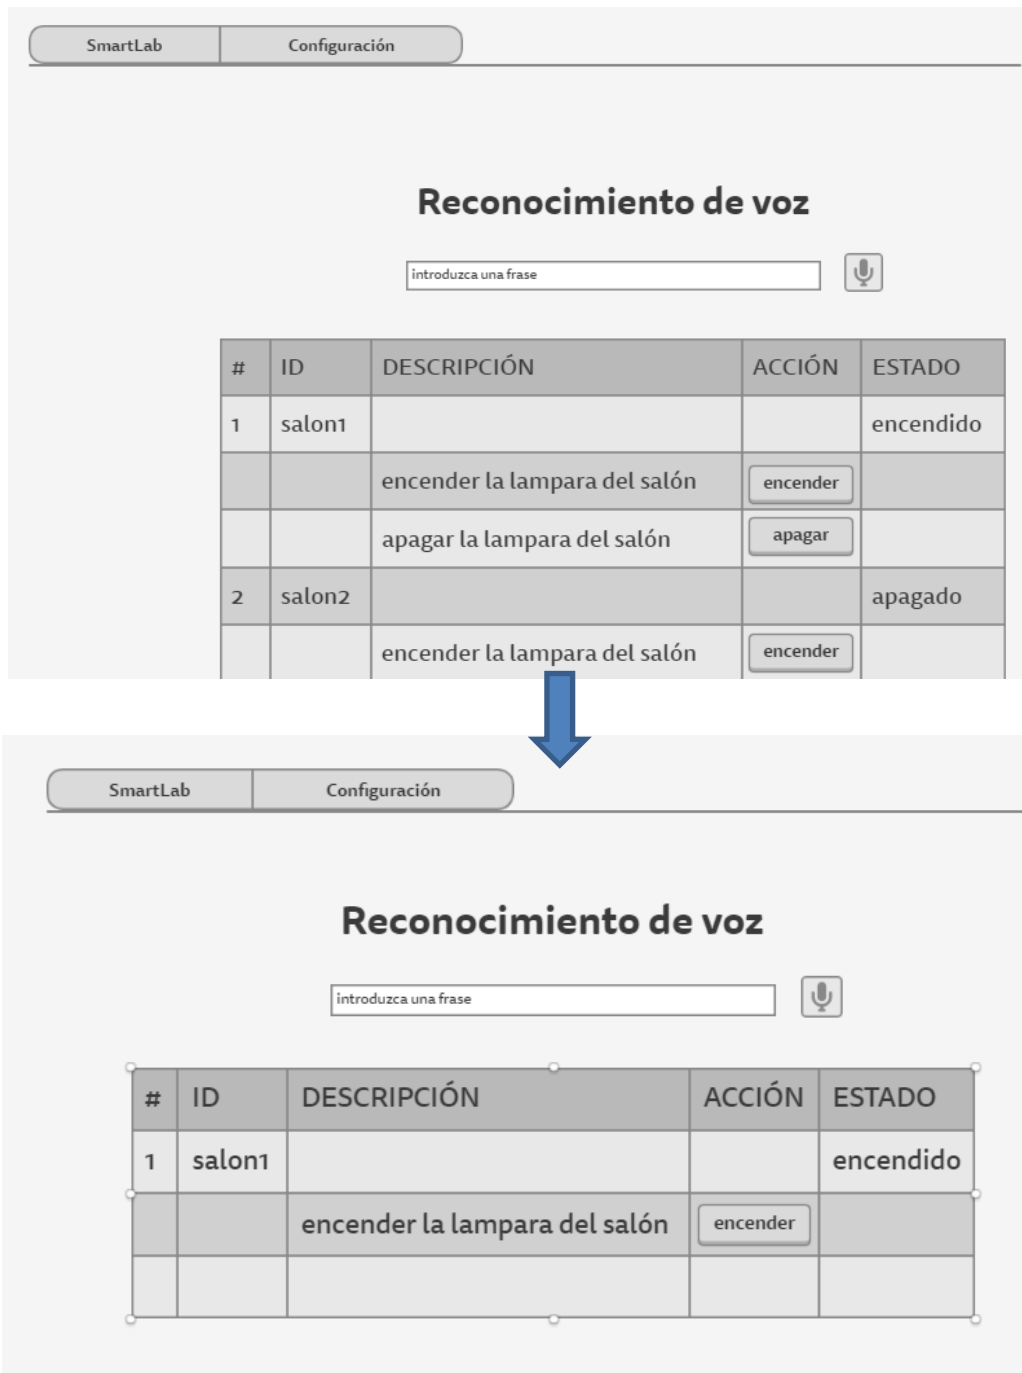 SmartLab Configuración
Reconocimiento de voz
introduzca una frase
# ID DESCRIPCIÓN ACCIÓN ESTADO
1 salon1 encendido
encender la lampara del salón encender
apagar la lampara del salón apagar
2 salon2 apagado
encender la lampara del salón encender
SmartLab Configuración
Reconocimiento de voz
introduzca una frase
# ID DESCRIPCIÓN ACCIÓN ESTADO
1 salon1 encendido
encender la lampara del salón encender